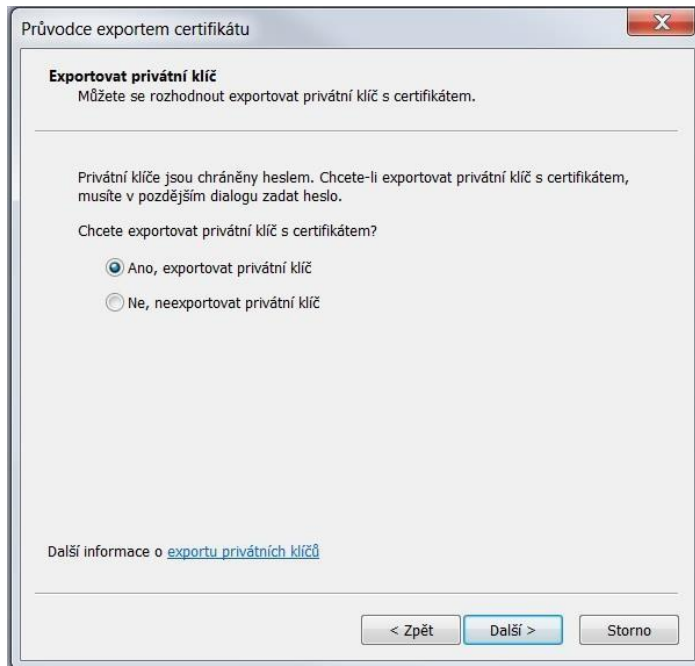 Průvodce exportem certifikátu
Exportovat privátní klíč
Můžete se rozhodnout exportovat privátní klíč s certifikátem.
Privátní klíče jsou chráněny heslem. Chcete-li exportovat privátní klíč s certifikátem,
musíte v pozdějším dialogu zadat heslo.
Chcete exportovat privátní klíč s certifikátem?
Ano, exportovat privátní klíč
Ne, neexportovat privátní klíč
Další informace o exportu privátních klíčů
< Zpět Další > Storno